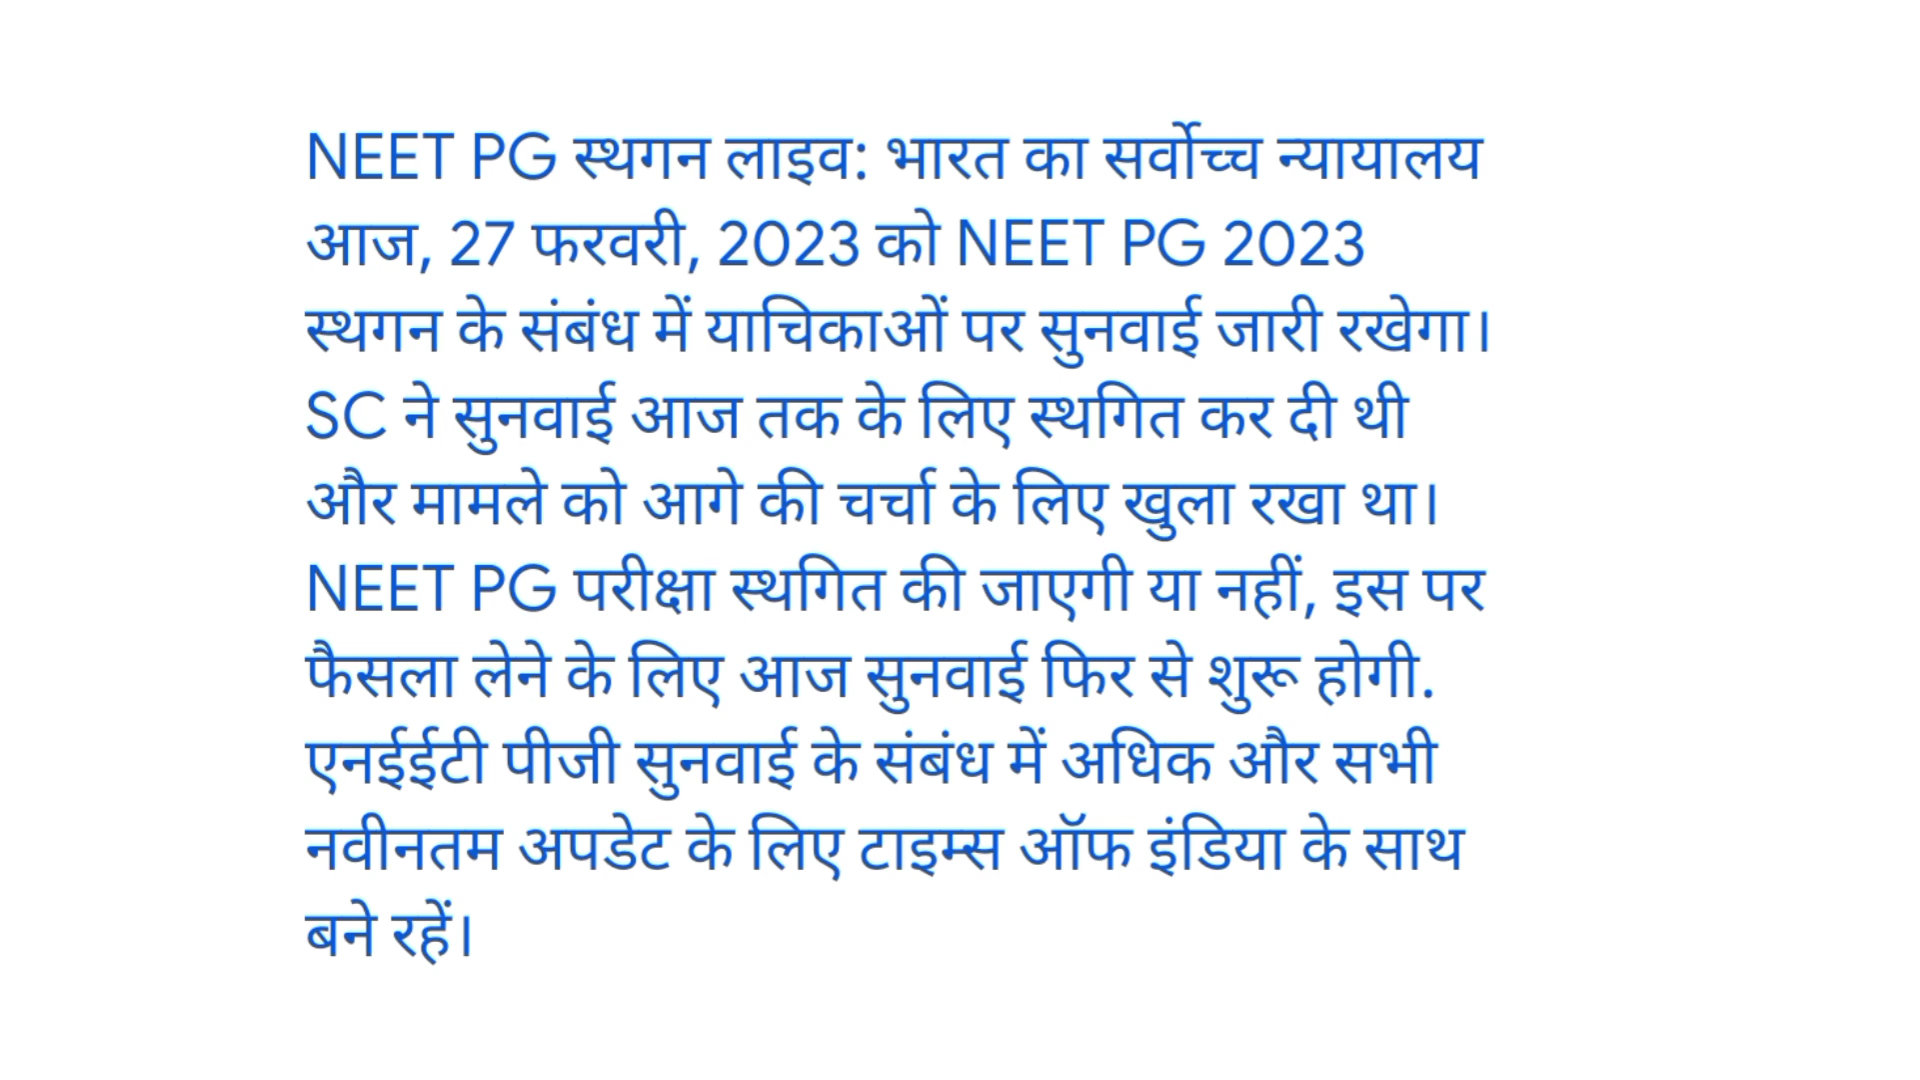 NEET PG स्थगन लाइव: भारत का सर्वोच्च न्यायालय
आज, 27 फरवरी, 2023 को NEET PG 2023
स्थगन के संबंध में याचिकाओं पर सुनवाई जारी रखेगा।
SC ने सुनवाई आज तक के लिए स्थगित कर दी थी
और मामले को आगे की चर्चा के लिए खुला रखा था।
NEET PG परीक्षा स्थगित की जाएगी या नहीं, इस पर
फैसला लेने के लिए आज सुनवाई फिर से शुरू होगी.
एनईईटी पीजी सुनवाई के संबंध में अधिक और सभी
नवीनतम अपडेट के लिए टाइम्स ऑफ इंडिया के साथ
बने रहें।